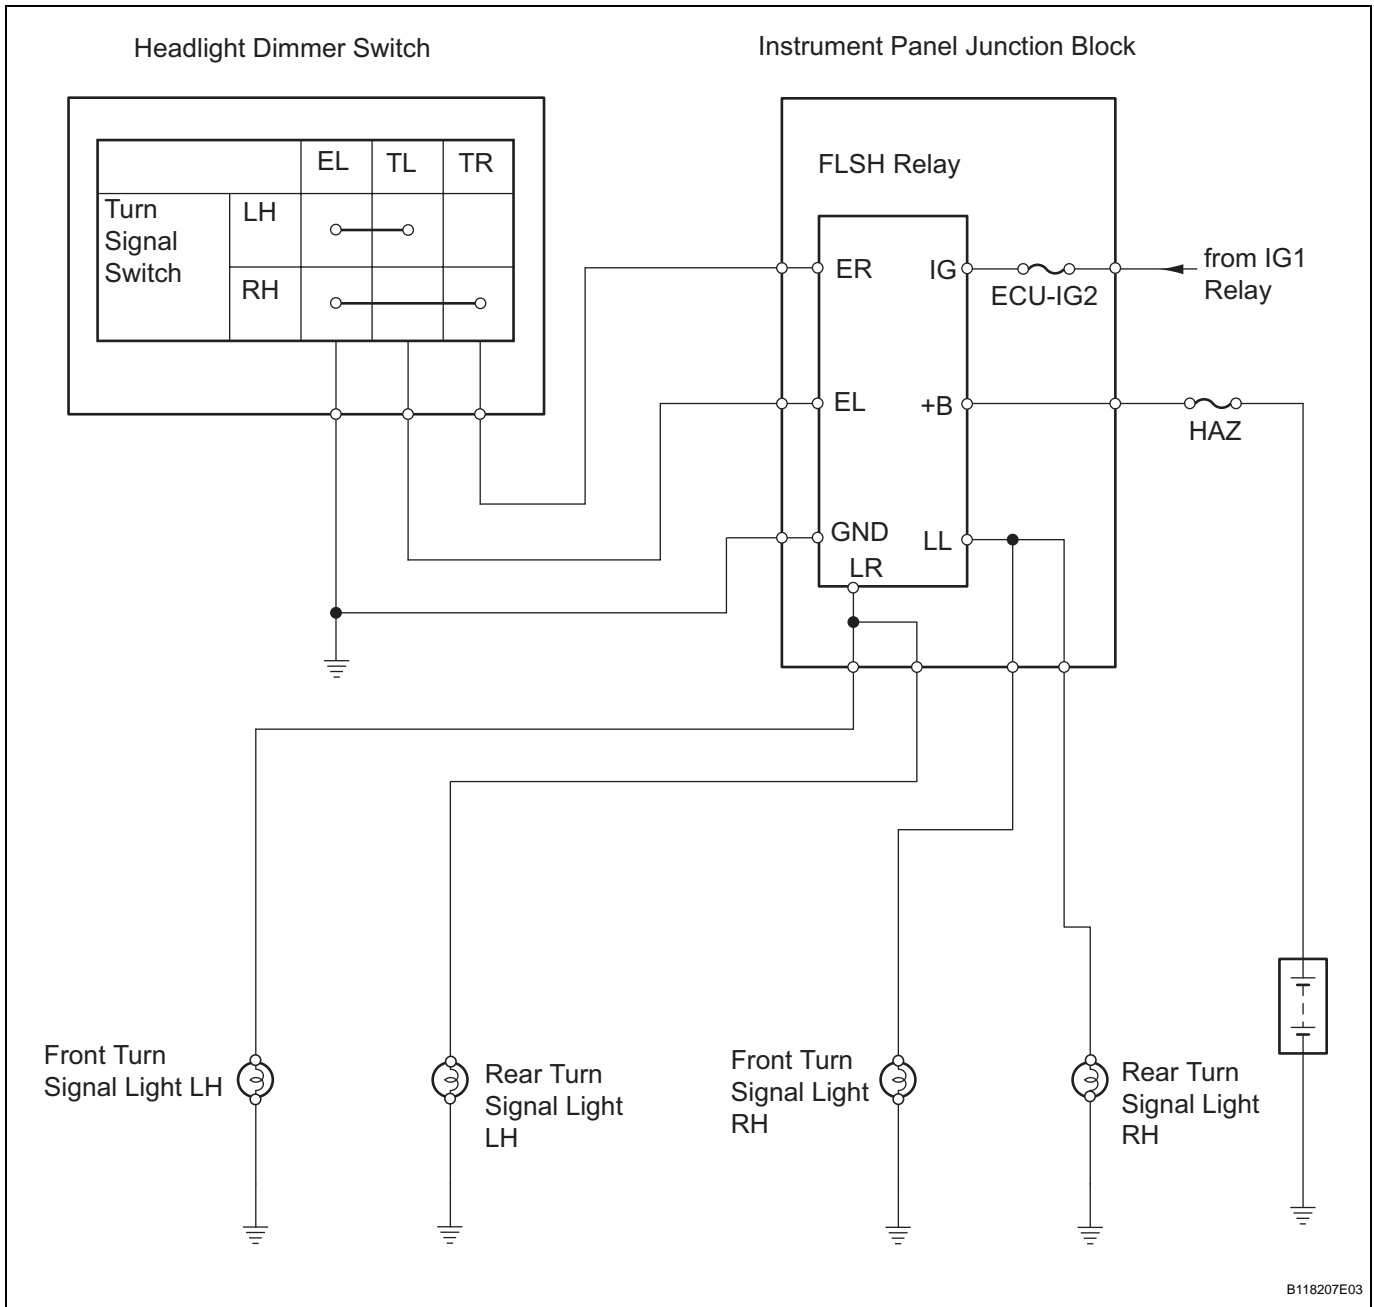 Headlight Dimmer Switch
Instrument Panel Junction Block
EL
TL
TR
Turn
Signal
Switch
LH
RH
FLSH Relay
ER
IG
ECU-IG2
from IG1
Relay
EL
+B
HAZ
GND
LL
LR
Front Turn
Signal Light LH
Rear Turn
Signal Light
LH
Front Turn
Signal Light
RH
Rear Turn
Signal Light
RH
B118207E03